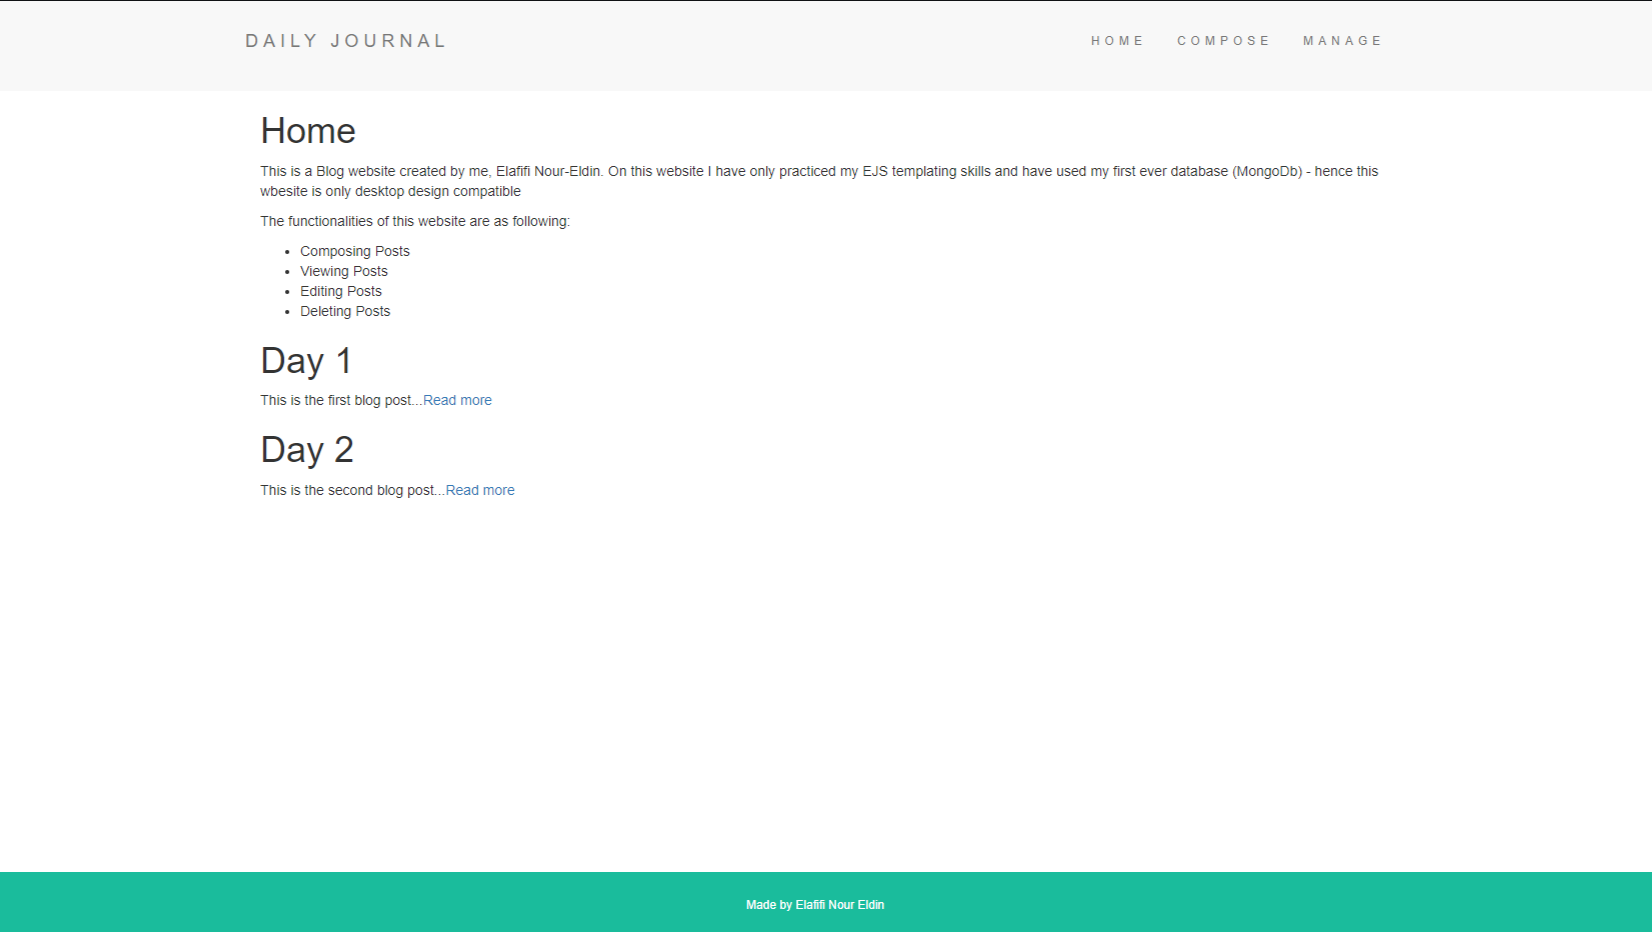 DAILY JOURNAL
HOME COMPOSE MANAGE
Home
This is a Blog website created by me, Elafifi Nour-Eldin. On this website I have only practiced my EJS templating skills and have used my first ever database (MongoDb) - hence this
wbesite is only desktop design compatible
The functionalities of this website are as following:
• Composing Posts
• Viewing Posts
• Editing Posts
• Deleting Posts
Day 1
This is the first blog post...Read more
Day 2
This is the second blog post...Read more
Made by Elafifi Nour Eldin